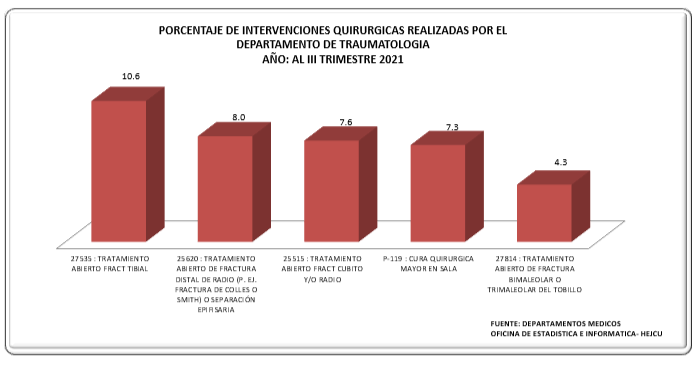 PORCENTAJE DE INTERVENCIONES QUIRURGICAS REALIZADAS POR EL
DEPARTAMENTO DE TRAUMATOLOGIA
AÑO: AL III TRIMESTRE 2021
10.6
8.0
7.6
7.3
4.3
27535 : TRATAMIENTO
ABIERTO FRACT TIBIAL
25620 : TRATAMIENTO
ABIERTO DE FRACTURA
DISTAL DE RADIO (P. EJ.
FRACTURA DE COLLES O
SMITH) O SEPARACIÓN
EPIFISARIA
25515 : TRATAMIENTO
ABIERTO FRACT CUBITO
Y/O RADIO
P-119 : CURA QUIRURGICA
MAYOR EN SALA
27814 : TRATAMIENTO
ABIERTO DE FRACTURA
BIMALEOLAR O
TRIMALEOLAR DEL TOBILLO
FUENTE: DEPARTAMENTOS MEDICOS
OFICINA DE ESTADISTICA E INFORMATICA- HEJCU